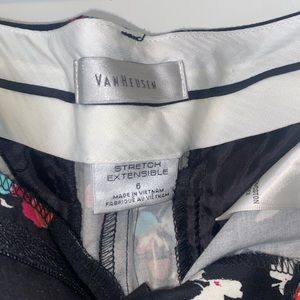 VAN HEUSEN
STRETCH
EXTENSIBLE
6
MADE IN VIETNAM
FABRIQUÉ AU VIETNAM